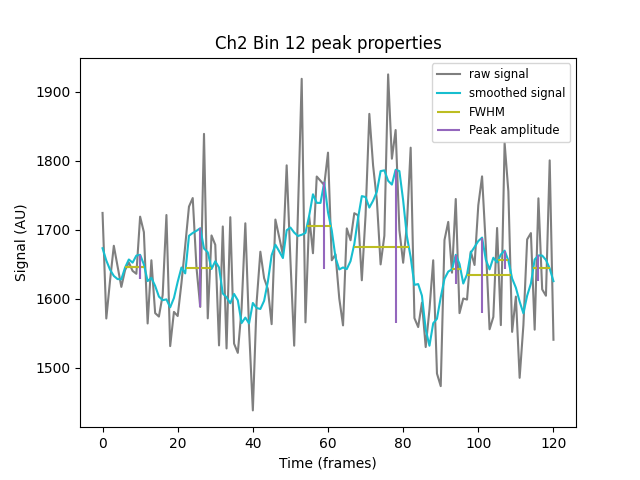 Ch2 Bin 12 peak properties
raw signal
smoothed signal
FWHM
Peak amplitude
Signal (AU)
1900
1800
1700
1600
1500
0 20 40 60 80 100 120
Time (frames)